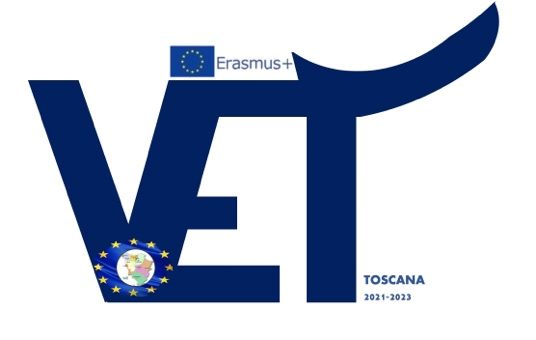 Erasmus+
VET
TOSCANA
2021-2023